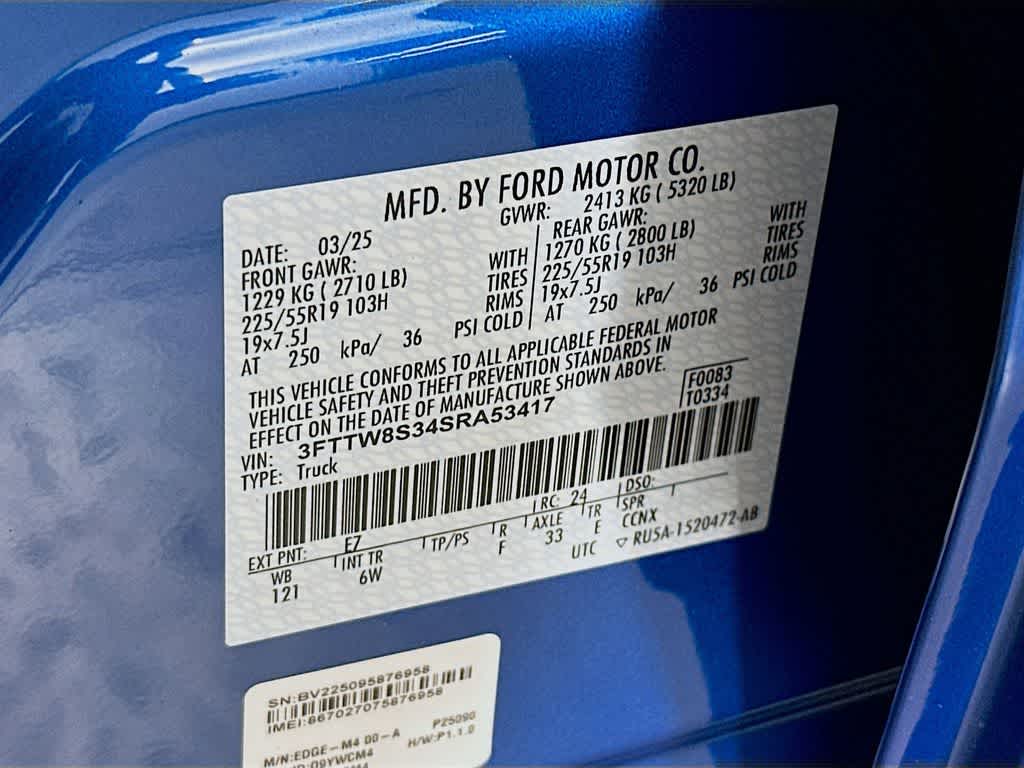 MFD. BY FORD MOTOR CO.
DATE: 03/25 GVWR: 2413 KG ( 5320 LB)
FRONT GAWR: REAR GAWR:
1229 KG ( 2710 LB) WITH 1270 KG ( 2800 LB) WITH
225/55R19 103H TIRES 225/55R19 103H TIRES
19x7.5J RIMS 19x7.5J RIMS
AT 250 kPa/ 36 PSI COLD AT 250 kPa/ 36 PSI COLD
THIS VEHICLE CONFORMS TO ALL APPLICABLE FEDERAL MOTOR
VEHICLE SAFETY AND THEFT PREVENTION STANDARDS IN
EFFECT ON THE DATE OF MANUFACTURE SHOWN ABOVE.
F0083
VIN: 3FTTW8S34SRA53417 T0334
TYPE: Truck
EXT PNT: E7 RC: 24 DSO:
WB INT TR TP/PS R AXLE TR SPR
121 6W F 33 E CCNX
UTC ▽ RU5A-1520472-AB
SN:BV225095876958
IMEI:867027075876958
P25090
M/N:EDGE-M4 00-A H/W:P1.1.0